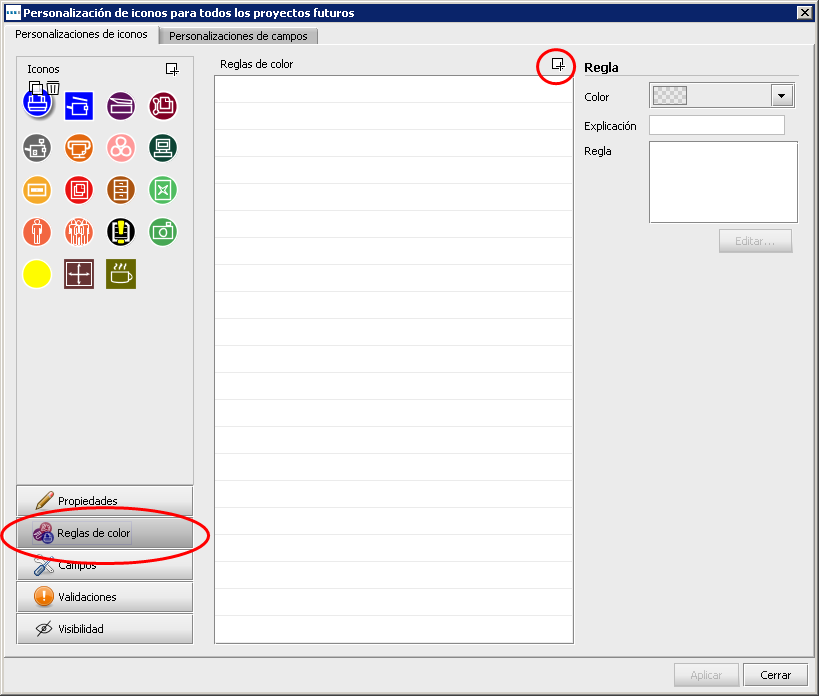 Personalización de iconos para todos los proyectos futuros
Personalizaciones de iconos
Personalizaciones de campos
Iconos
Reglas de color
Regla
Color
Explicación
Regla
Editar...
Propiedades
Reglas de color
Campos
Validaciones
Visibilidad
Aplicar
Cerrar